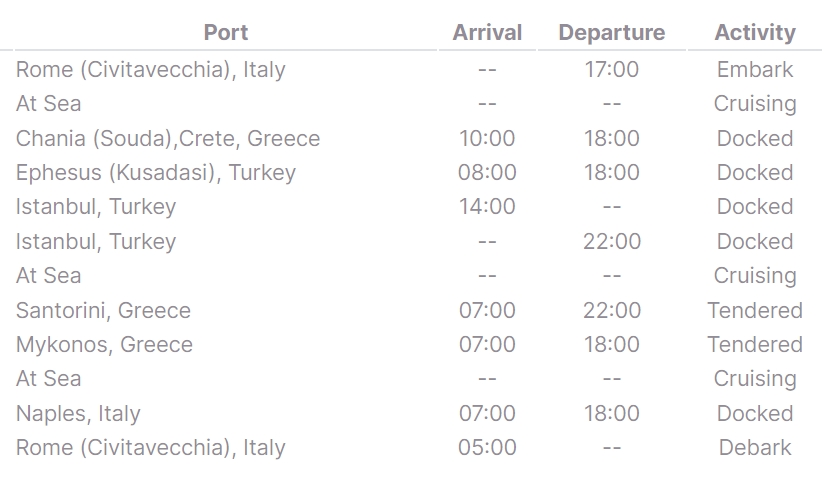 Port Arrival Departure Activity
Rome (Civitavecchia), Italy -- 17:00 Embark
At Sea -- -- Cruising
Chania (Souda),Crete, Greece 10:00 18:00 Docked
Ephesus (Kusadasi), Turkey 08:00 18:00 Docked
Istanbul, Turkey 14:00 -- Docked
Istanbul, Turkey -- 22:00 Docked
At Sea -- -- Cruising
Santorini, Greece 07:00 22:00 Tendered
Mykonos, Greece 07:00 18:00 Tendered
At Sea -- -- Cruising
Naples, Italy 07:00 18:00 Docked
Rome (Civitavecchia), Italy 05:00 -- Debark